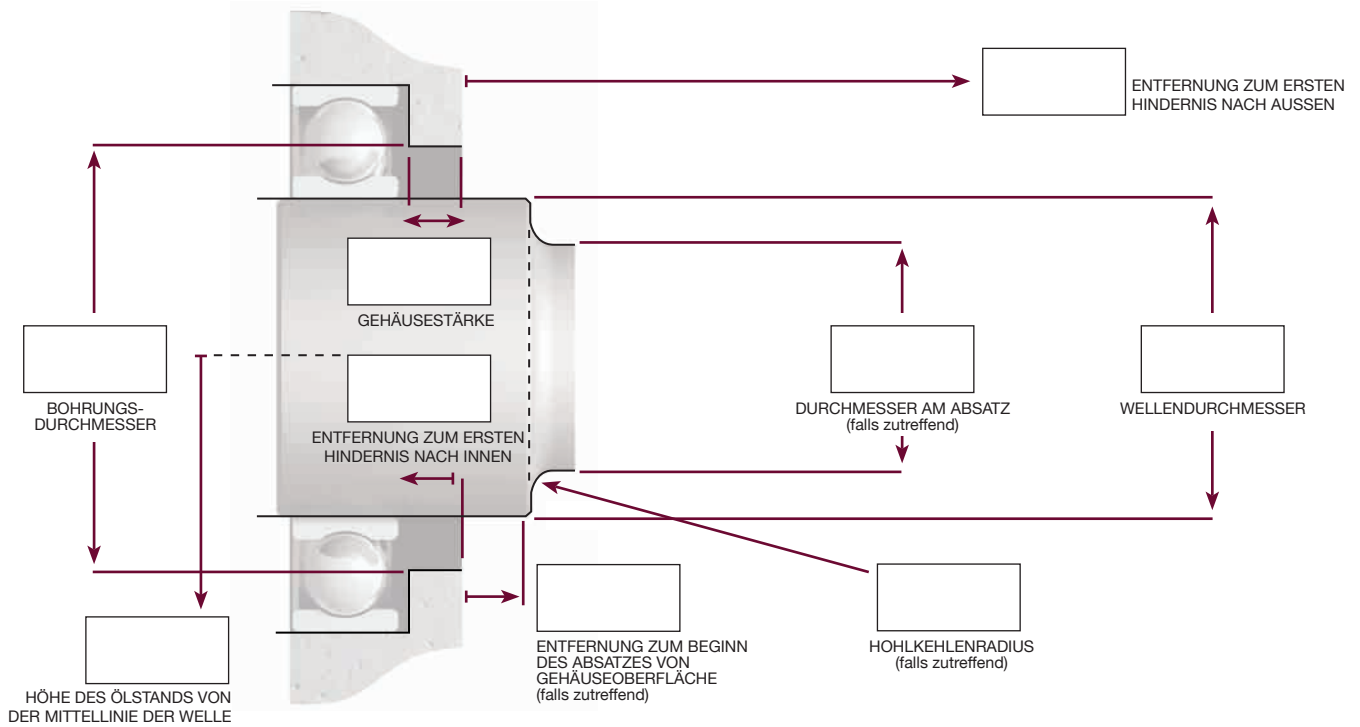 ENTFERNUNG ZUM ERSTEN
HINDERNIS NACH AUSSEN
GEHÄUSESTÄRKE
BOHRUNGS-
DURCHMESSER
DURCHMESSER AM ABSATZ
(falls zutreffend)
WELLENDURCHMESSER
ENTFERNUNG ZUM ERSTEN
HINDERNIS NACH INNEN
ENTFERNUNG ZUM BEGINN
DES ABSATZES VON
GEHÄUSEOBERFLÄCHE
(falls zutreffend)
HOHLKEHLENRADIUS
(falls zutreffend)
HÖHE DES ÖLSTANDS VON
DER MITTELLINIE DER WELLE